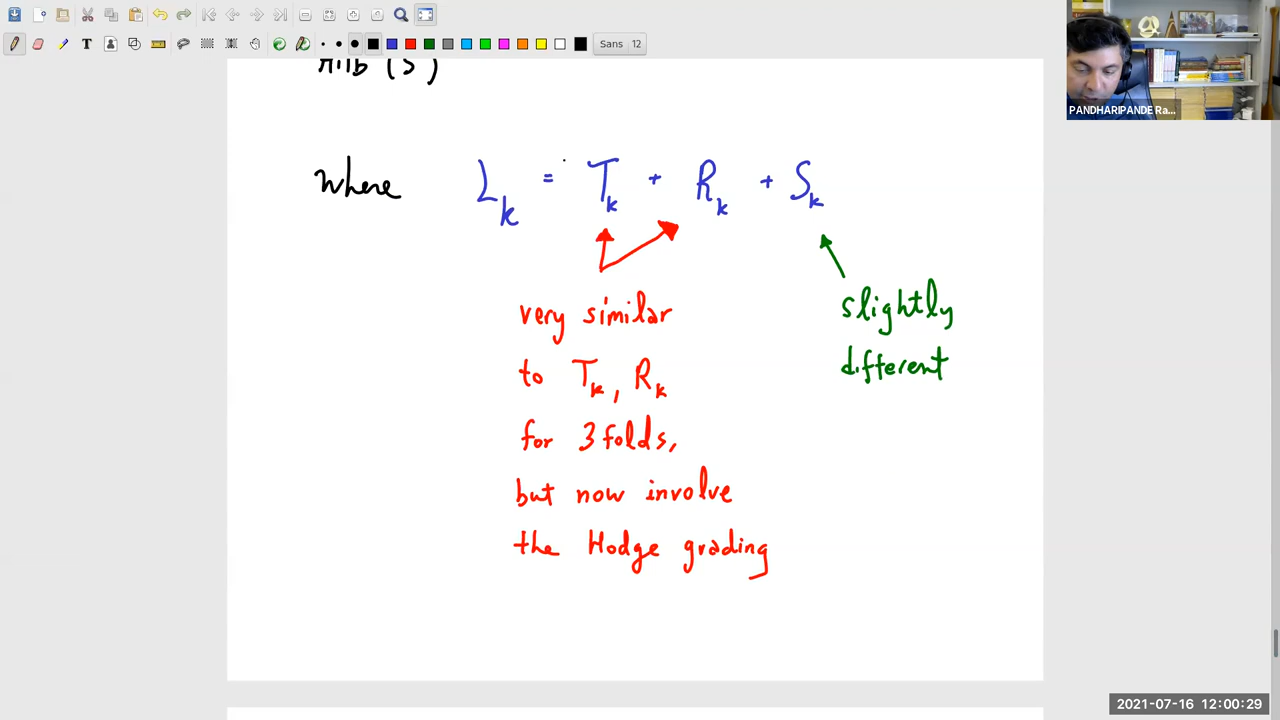 Sans 12
PANDHARIPANDE Ra...
Hilb (S)
Where L_k = T_k + R_k + S_k
very similar
to T_k, R_k
for 3folds,
but now involve
the Hodge grading
slightly
different
2021-07-16 12:00:29